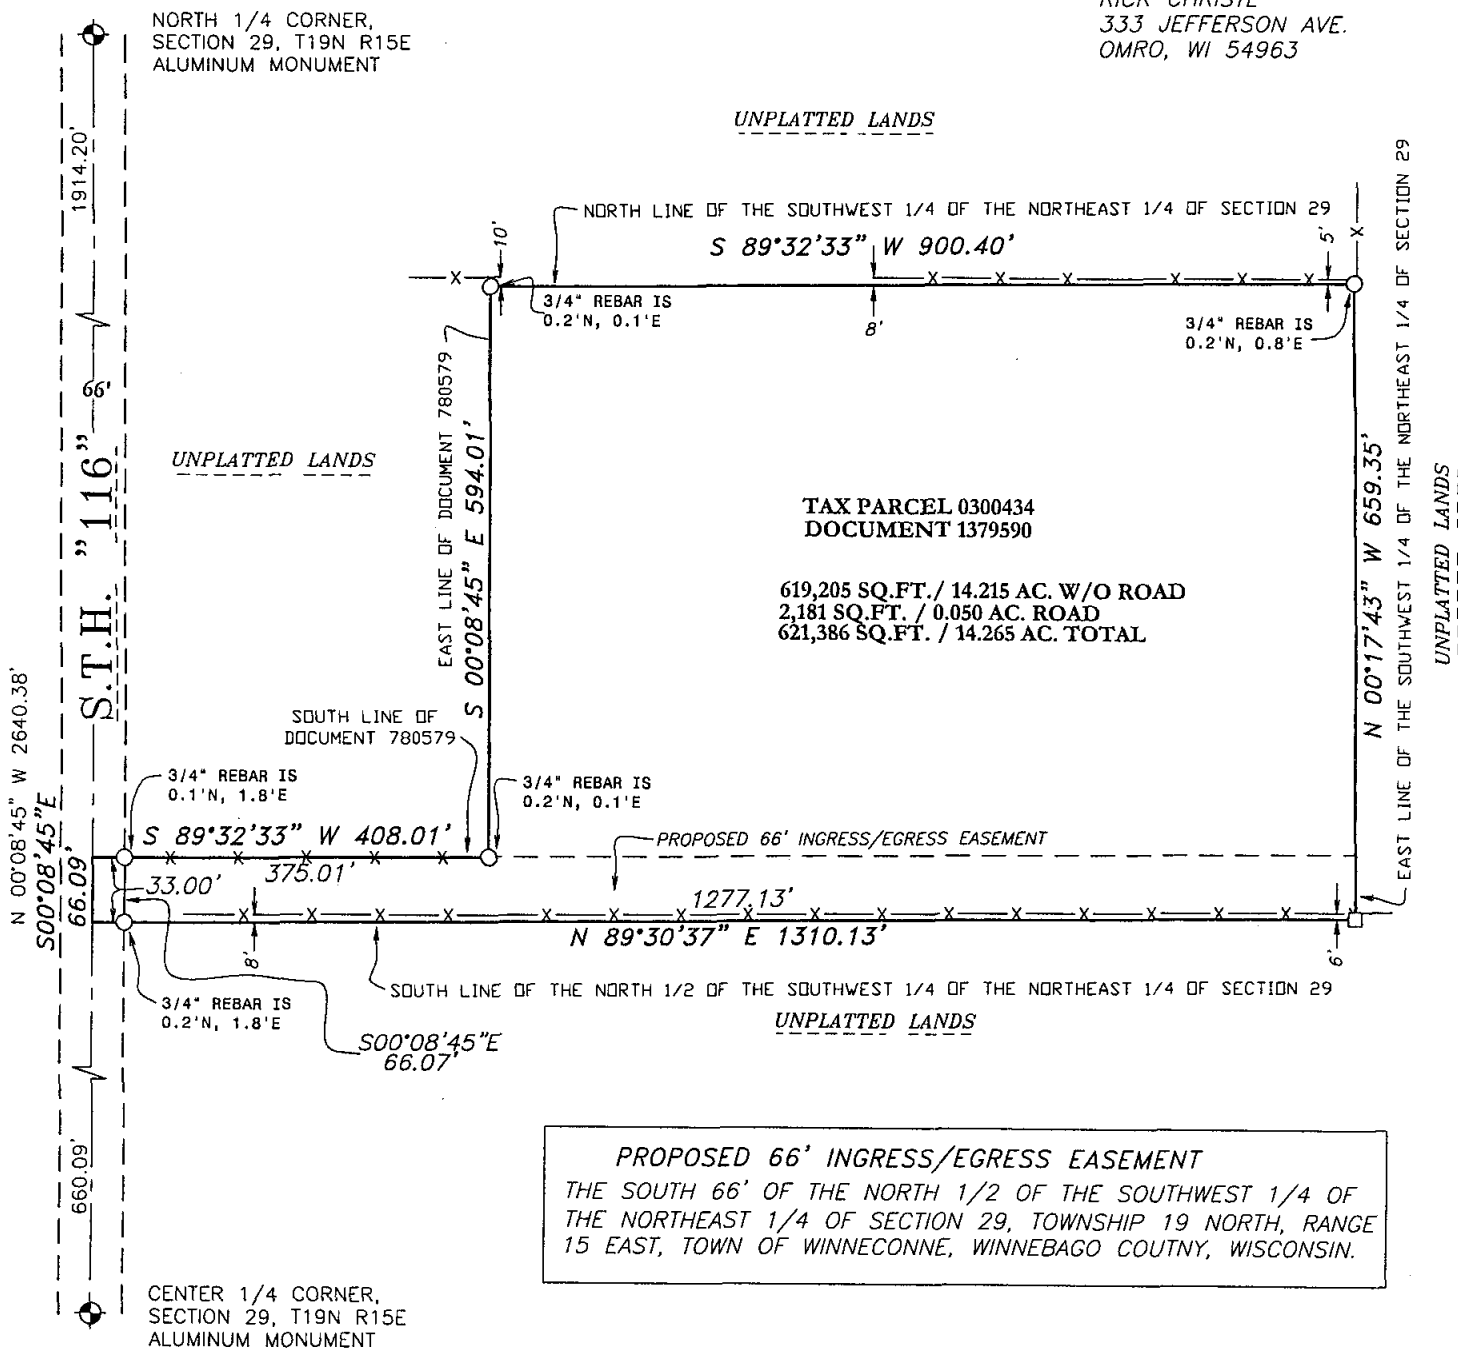 RICK CHRISTL
333 JEFFERSON AVE.
OMRO, WI 54963
NORTH 1/4 CORNER,
SECTION 29, T19N R15E
ALUMINUM MONUMENT
UNPLATTED LANDS
1914.20'
NORTH LINE OF THE SOUTHWEST 1/4 OF THE NORTHEAST 1/4 OF SECTION 29
S 89°32'33" W 900.40'
10'
5'
8'
3/4" REBAR IS
0.2'N, 0.1'E
3/4" REBAR IS
0.2'N, 0.8'E
66'
S.T.H. "116"
UNPLATTED LANDS
EAST LINE OF DOCUMENT 780579
S 00°08'45" E 594.01'
TAX PARCEL 0300434
DOCUMENT 1379590
619,205 SQ.FT./ 14.215 AC. W/O ROAD
2,181 SQ.FT. / 0.050 AC. ROAD
621,386 SQ.FT. / 14.265 AC. TOTAL
N 00°17'43" W 659.35'
EAST LINE OF THE SOUTHWEST 1/4 OF THE NORTHEAST 1/4 OF SECTION 29
UNPLATTED LANDS
N 00°08'45" W 2640.38'
S00°08'45"E
66.09'
SOUTH LINE OF
DOCUMENT 780579
3/4" REBAR IS
0.1'N, 1.8'E
3/4" REBAR IS
0.2'N, 0.1'E
S 89°32'33" W 408.01'
PROPOSED 66' INGRESS/EGRESS EASEMENT
33.00'
375.01'
1277.13'
N 89°30'37" E 1310.13'
8'
6'
SOUTH LINE OF THE NORTH 1/2 OF THE SOUTHWEST 1/4 OF THE NORTHEAST 1/4 OF SECTION 29
3/4" REBAR IS
0.2'N, 1.8'E
UNPLATTED LANDS
S00°08'45"E
66.07'
660.09'
PROPOSED 66' INGRESS/EGRESS EASEMENT
THE SOUTH 66' OF THE NORTH 1/2 OF THE SOUTHWEST 1/4 OF
THE NORTHEAST 1/4 OF SECTION 29, TOWNSHIP 19 NORTH, RANGE
15 EAST, TOWN OF WINNECONNE, WINNEBAGO COUTNY, WISCONSIN.
CENTER 1/4 CORNER,
SECTION 29, T19N R15E
ALUMINUM MONUMENT